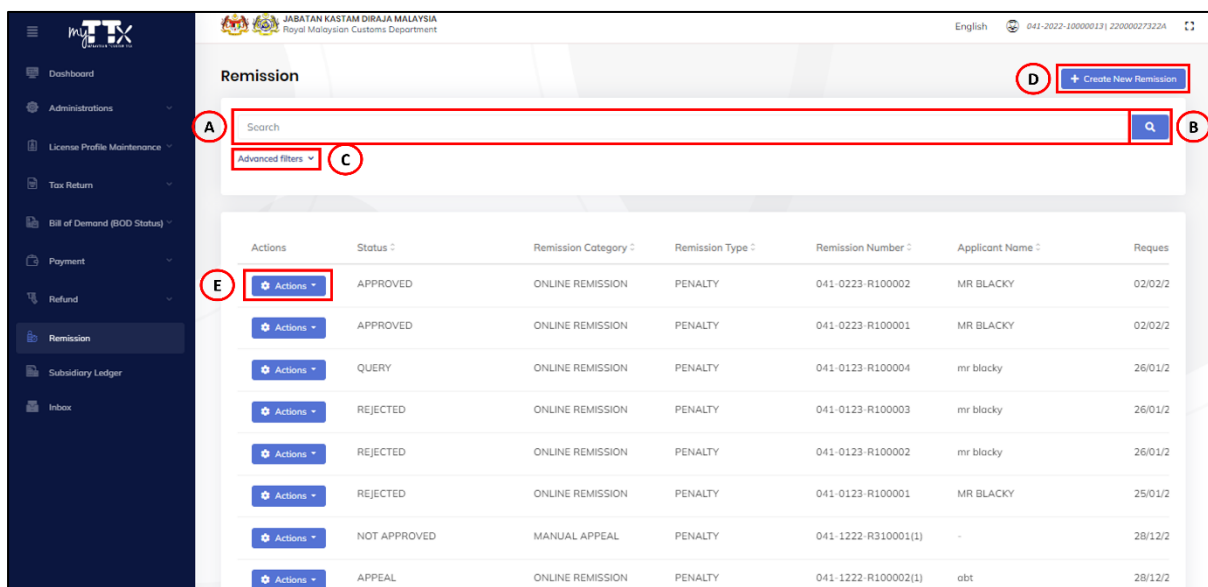 myTTX
JABATAN KASTAM DIRAJA MALAYSIA
Royal Malaysian Customs Department
English 041-2022-10000013| 22000027322A
Dashboard
Administrations
License Profile Maintenance
Tax Return
Bill of Demand (BOD Status)
Payment
Refund
Remission
Subsidiary Ledger
Inbox
Remission
D + Create New Remission
A Search B
Advanced filters C
Actions Status Remission Category Remission Type Remission Number Applicant Name Reques
E Actions APPROVED ONLINE REMISSION PENALTY 041-0223-R100002 MR BLACKY 02/02/2
Actions APPROVED ONLINE REMISSION PENALTY 041-0223-R100001 MR BLACKY 02/02/2
Actions QUERY ONLINE REMISSION PENALTY 041-0123-R100004 mr blacky 26/01/2
Actions REJECTED ONLINE REMISSION PENALTY 041-0123-R100003 mr blacky 26/01/2
Actions REJECTED ONLINE REMISSION PENALTY 041-0123-R100002 mr blacky 26/01/2
Actions REJECTED ONLINE REMISSION PENALTY 041-0123-R100001 MR BLACKY 25/01/2
Actions NOT APPROVED MANUAL APPEAL PENALTY 041-1222-R310001(1) - 28/12/2
Actions APPEAL ONLINE REMISSION PENALTY 041-1222-R100002(1) abt 28/12/2